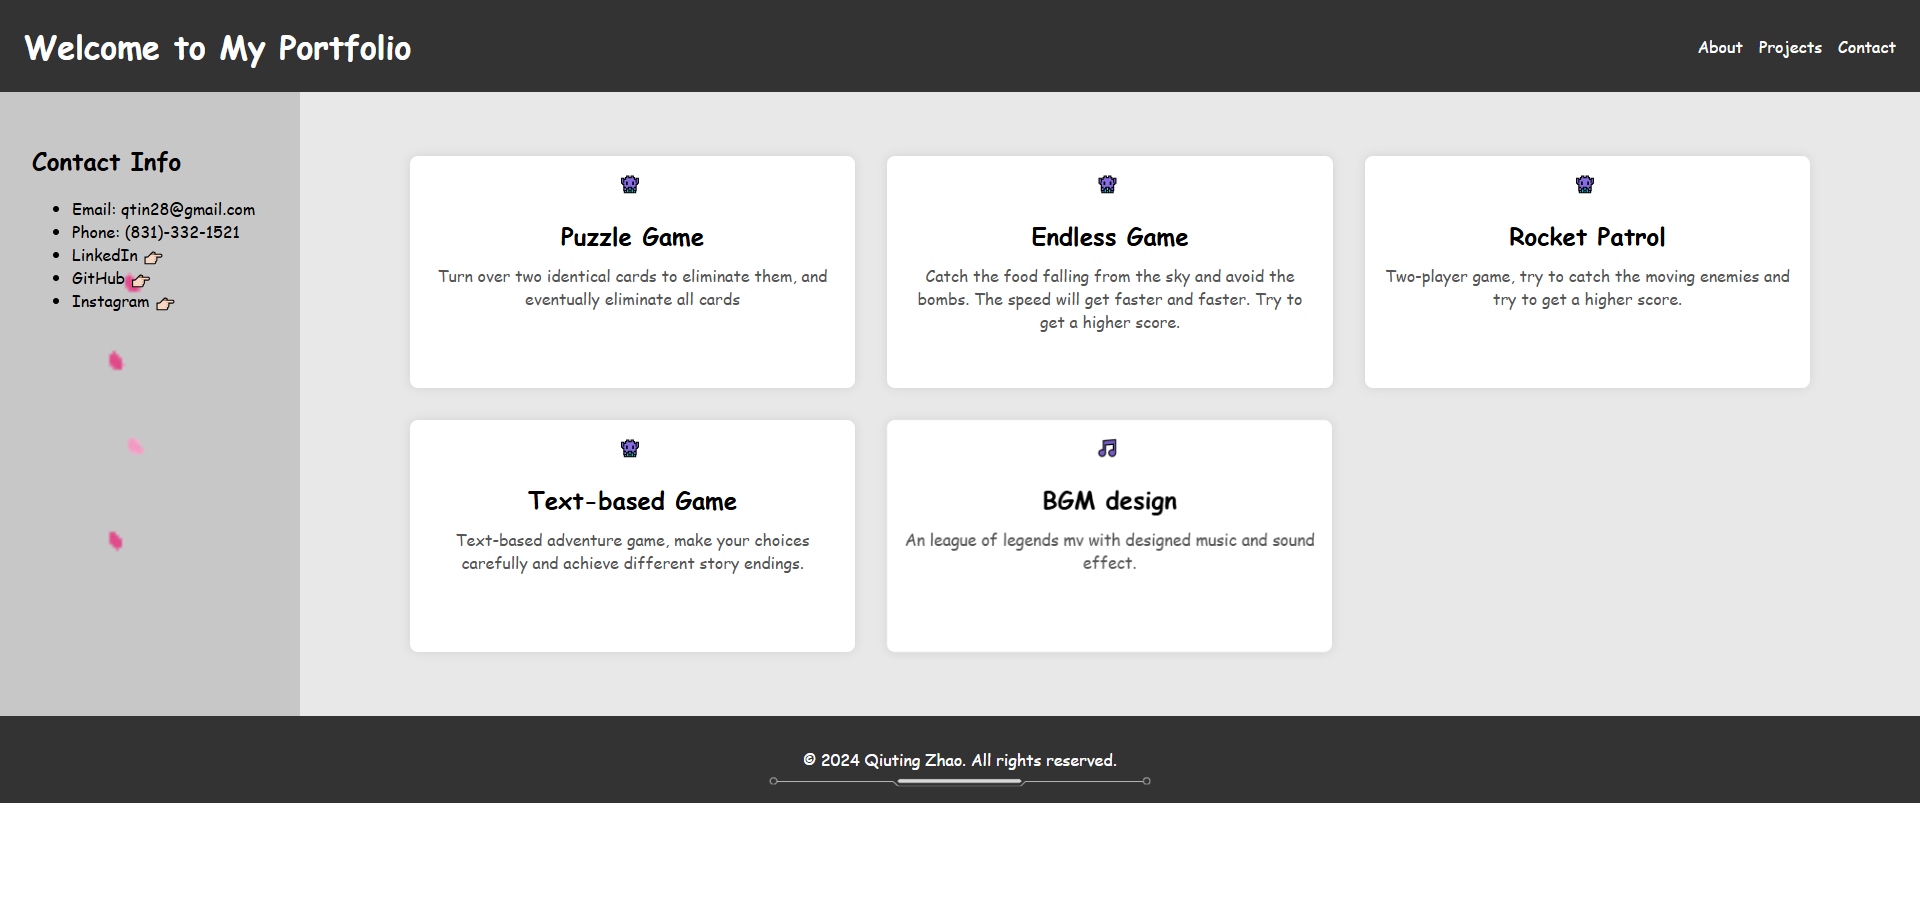 Welcome to My Portfolio
About Projects Contact
Contact Info
Email: qtin28@gmail.com
Phone: (831)-332-1521
LinkedIn 👉🏻
GitHub 👉🏻
Instagram 👉🏻
Puzzle Game
Turn over two identical cards to eliminate them, and
eventually eliminate all cards
Endless Game
Catch the food falling from the sky and avoid the
bombs. The speed will get faster and faster. Try to
get a higher score.
Rocket Patrol
Two-player game, try to catch the moving enemies and
try to get a higher score.
Text-based Game
Text-based adventure game, make your choices
carefully and achieve different story endings.
BGM design
An league of legends mv with designed music and sound
effect.
© 2024 Qiuting Zhao. All rights reserved.